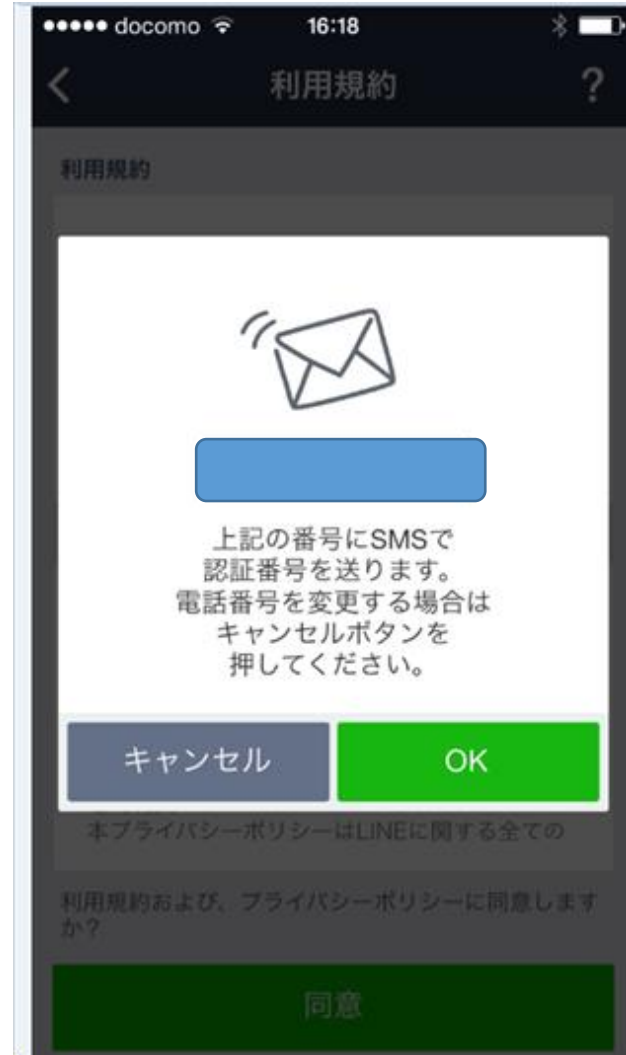 docomo 16:18
利用規約 ?
利用規約
上記の番号にSMSで
認証番号を送ります。
電話番号を変更する場合は
キャンセルボタンを
押してください。
キャンセル OK
本プライバシーポリシーはLINEに関する全ての
利用規約および、プライバシーポリシーに同意します
か?
同意